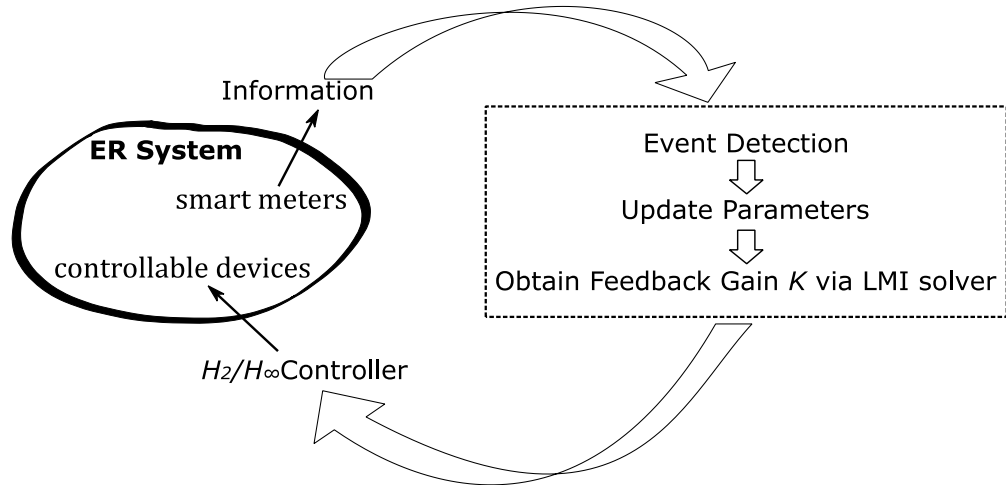 Information
ER System
smart meters
controllable devices
H2/H∞Controller
Event Detection
Update Parameters
Obtain Feedback Gain K via LMI solver